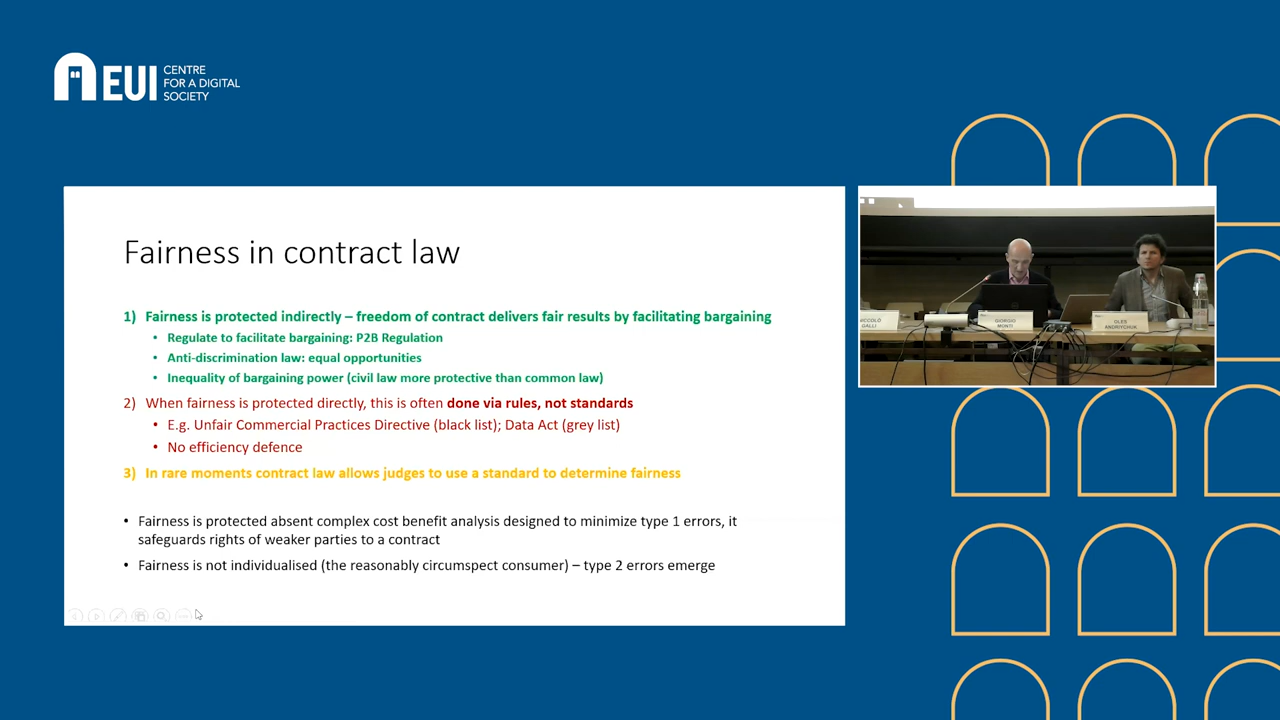 EUI
CENTRE
FOR A DIGITAL
SOCIETY
Fairness in contract law
1) Fairness is protected indirectly – freedom of contract delivers fair results by facilitating bargaining
• Regulate to facilitate bargaining: P2B Regulation
• Anti-discrimination law: equal opportunities
• Inequality of bargaining power (civil law more protective than common law)
2) When fairness is protected directly, this is often done via rules, not standards
• E.g. Unfair Commercial Practices Directive (black list); Data Act (grey list)
• No efficiency defence
3) In rare moments contract law allows judges to use a standard to determine fairness
• Fairness is protected absent complex cost benefit analysis designed to minimize type 1 errors, it
safeguards rights of weaker parties to a contract
• Fairness is not individualised (the reasonably circumspect consumer) – type 2 errors emerge
NICCOLÒ
GALLI
GIORGIO
MONTI
OLES
ANDRIYCHUK